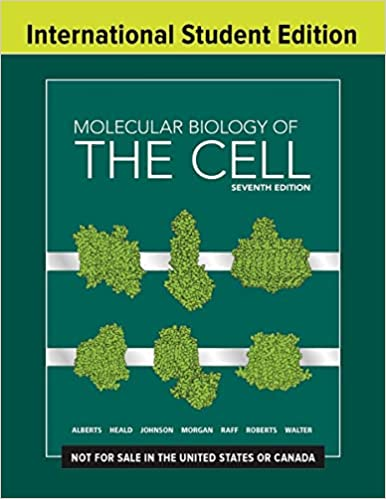 International Student Edition
MOLECULAR BIOLOGY OF
THE CELL
SEVENTH EDITION
ALBERTS HEALD JOHNSON MORGAN RAFF ROBERTS WALTER
NOT FOR SALE IN THE UNITED STATES OR CANADA